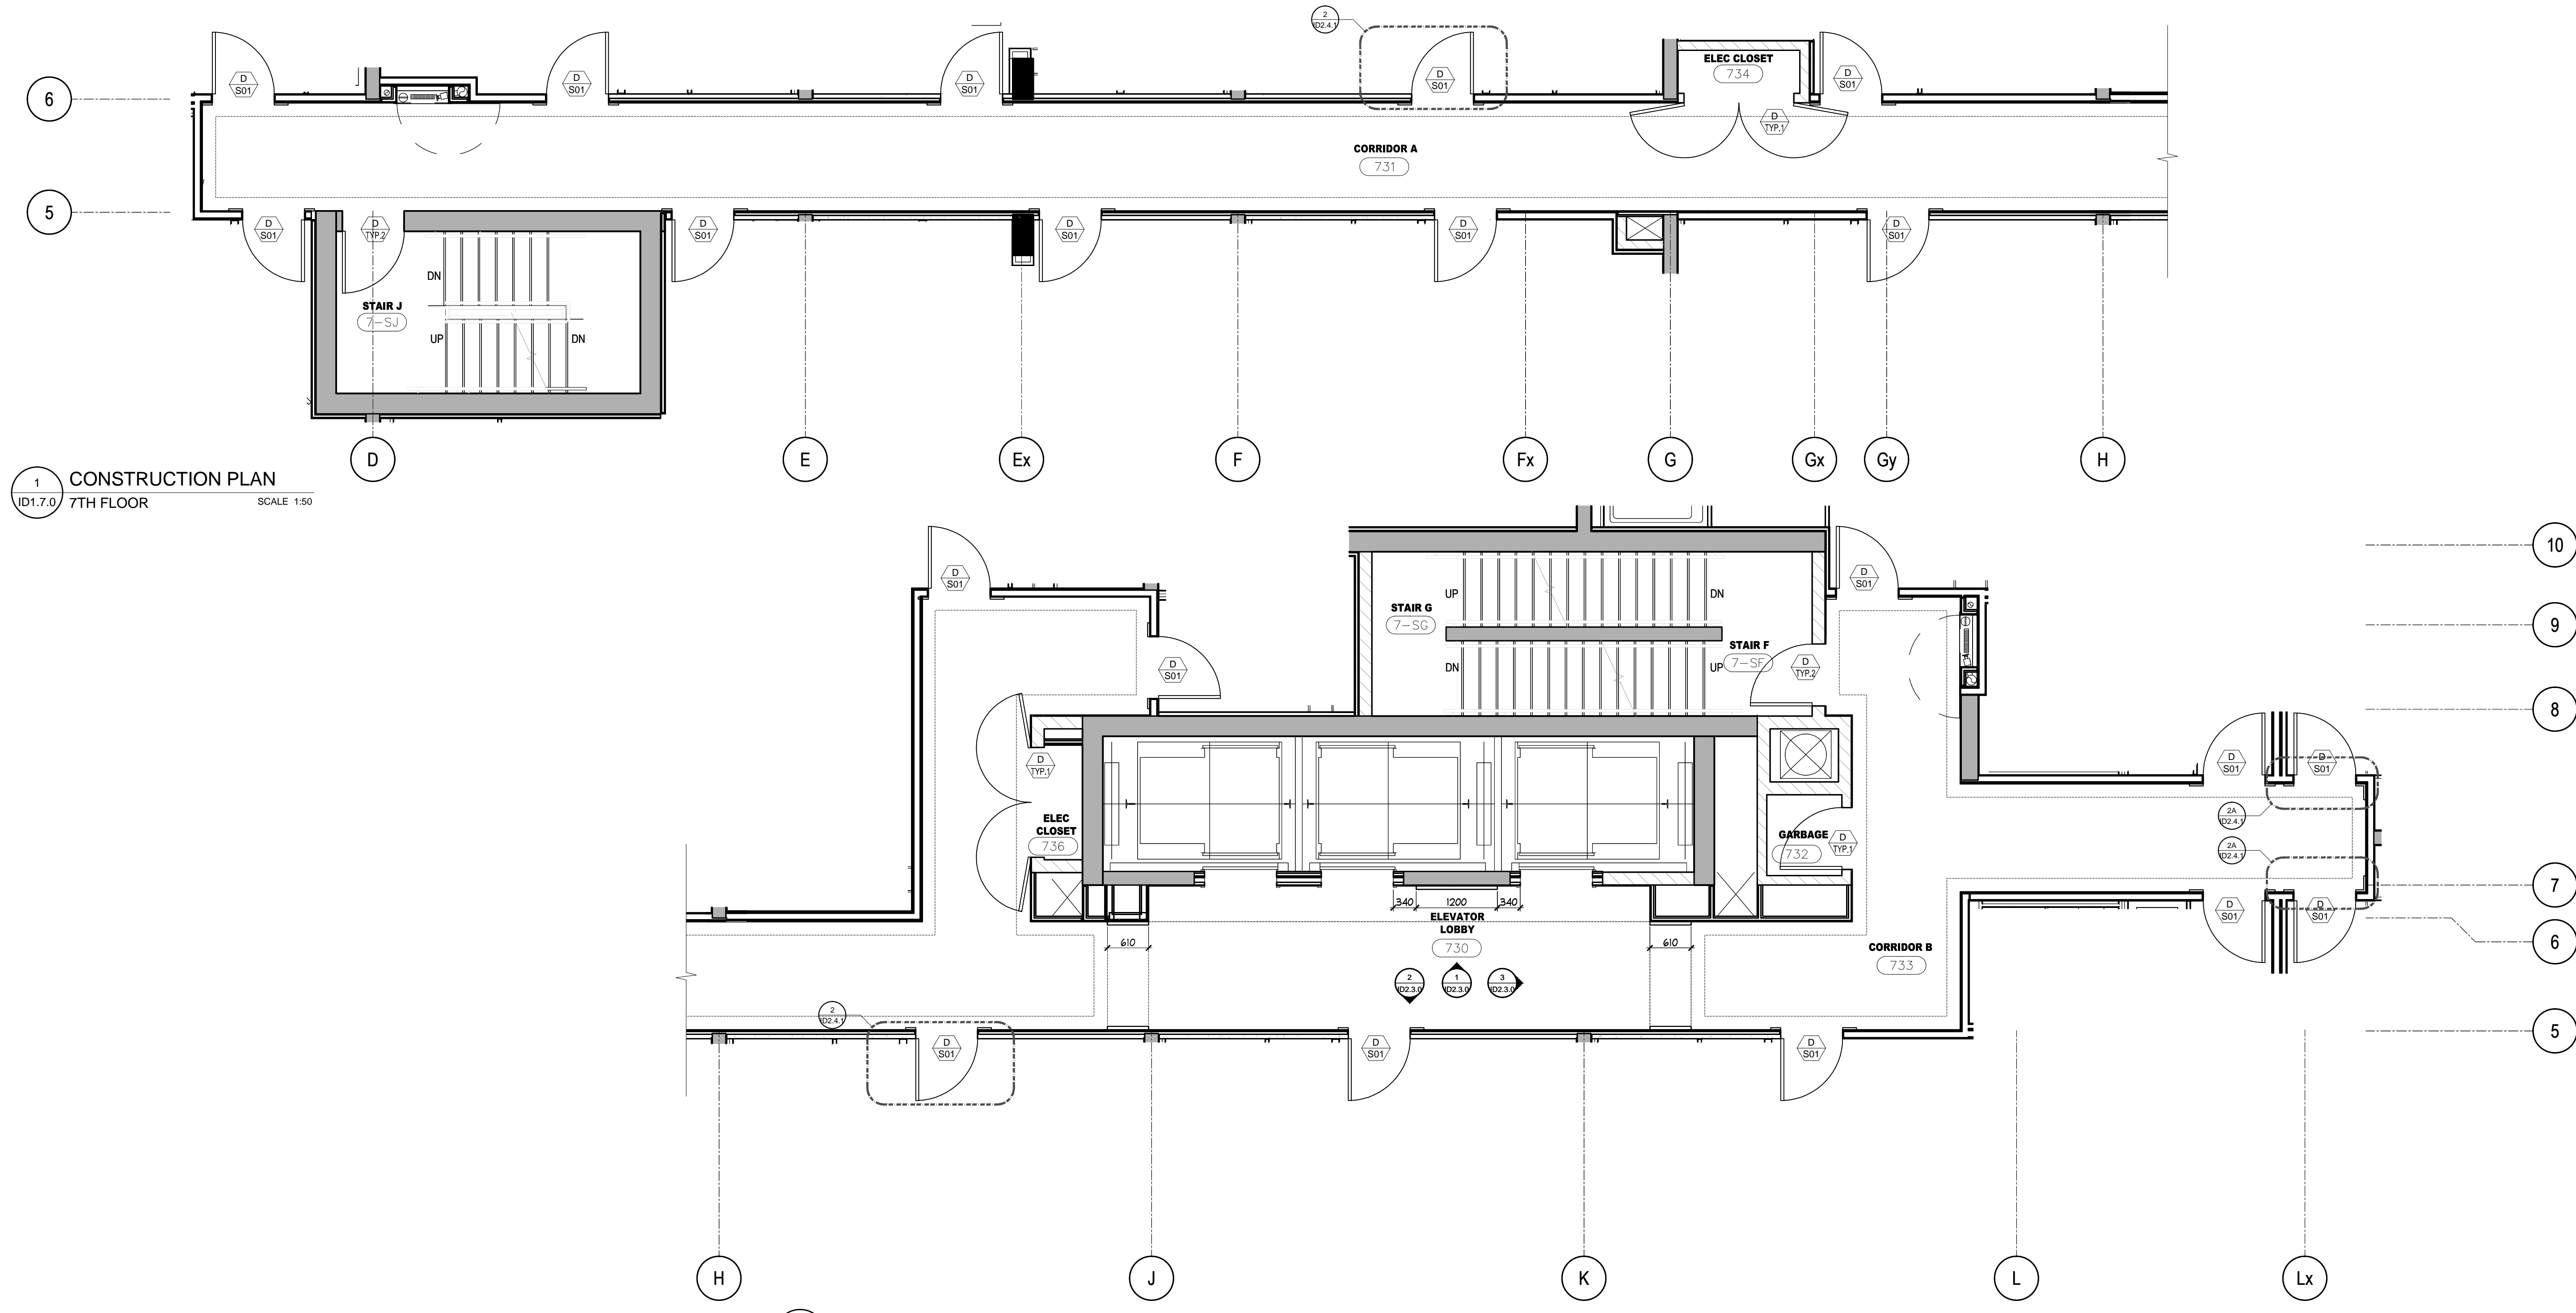 2
ID2.4.1
D
S01
D
S01
D
S01
D
S01
ELEC CLOSET
734
D
S01
D
TYP.1
6
CORRIDOR A
731
5
D
S01
D
TYP.2
D
S01
D
S01
D
S01
D
S01
DN
STAIR J
7-SJ
UP
DN
D
E
Ex
F
Fx
G
Gx
Gy
H
1
ID1.7.0
CONSTRUCTION PLAN
7TH FLOOR
SCALE 1:50
10
D
S01
D
S01
UP
DN
STAIR G
7-SG
9
STAIR F
7-SF
DN
UP
D
TYP.2
D
S01
8
D
TYP.1
D
S01
D
S01
ELEC
CLOSET
736
GARBAGE
732
D
TYP.1
2A
ID2.4.1
2A
ID2.4.1
7
340
1200
340
D
S01
D
S01
ELEVATOR
LOBBY
730
610
610
CORRIDOR B
733
6
2
ID2.3.0
1
ID2.3.0
3
ID2.3.0
2
ID2.4.1
5
D
S01
D
S01
D
S01
H
J
K
L
Lx